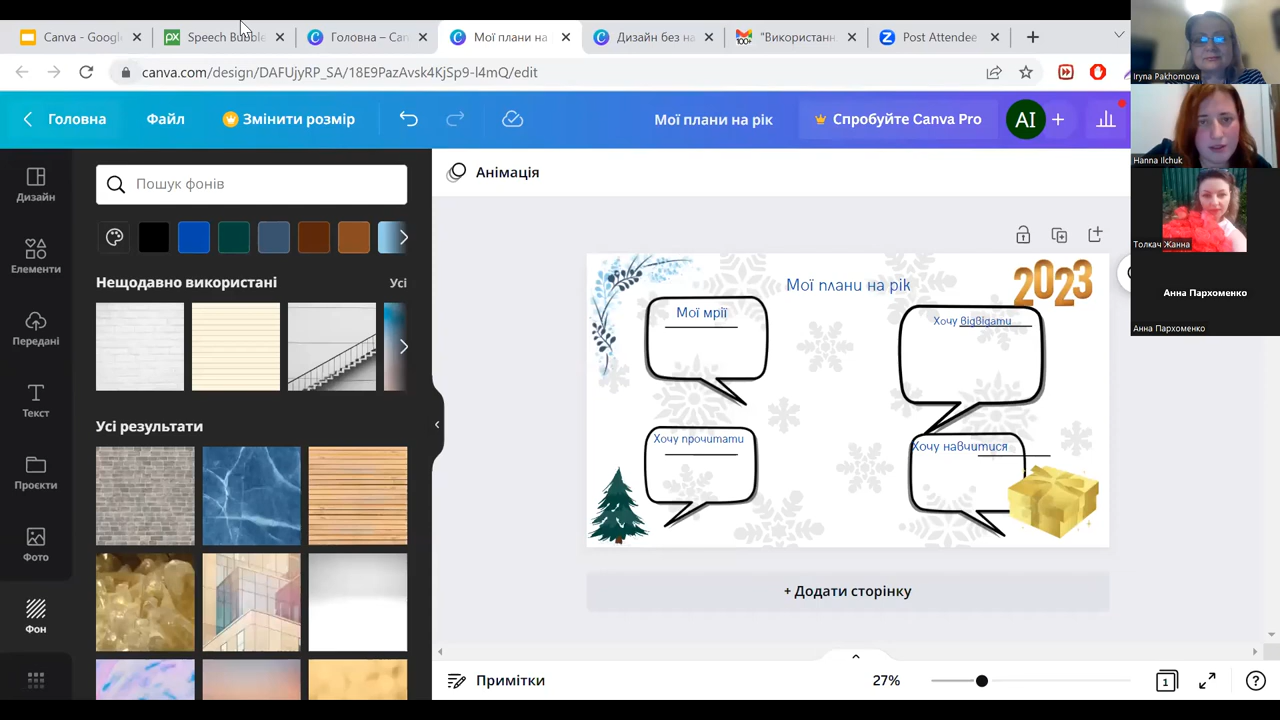 Canva - Google
Speech Bubble
Головна – Can
Мої плани на
Дизайн без на
"Використанн
Post Attendee
canva.com/design/DAFUjyRP_SA/18E9PazAvsk4KjSp9-l4mQ/edit
Головна
Файл
Змінити розмір
Мої плани на рік
Спробуйте Canva Pro
AI
Пошук фонів
Анімація
Дизайн
Елементи
Передані
Текст
Проєкти
Фото
Фон
Нещодавно використані
Усі
Усі результати
Мої плани на рік
2023
Мої мрії
Хочу відвідати
Хочу прочитати
Хочу навчитися
+ Додати сторінку
Примітки
27%
1
Iryna Pakhomova
Hanna Ilchuk
Толкач Жанна
Анна Пархоменко
Анна Пархоменко